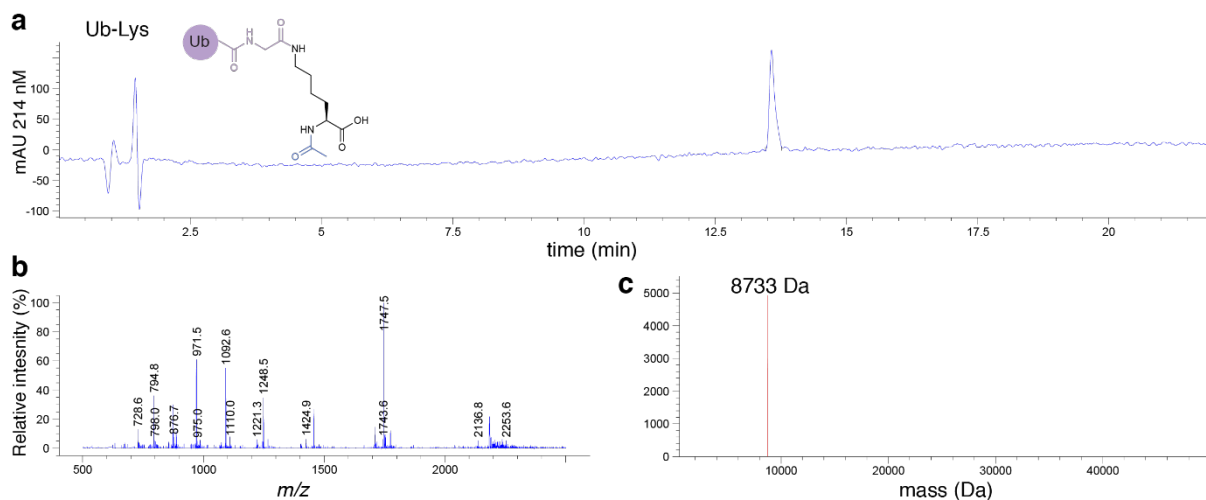 a
Ub-Lys
Ub
O
H
N
O
NH
O
HN
OH
O
O
mAU 214 nM
100
50
0
-50
-100
2.5
5
7.5
10
12.5
15
17.5
20
time (min)
b
Relative intesnity (%)
100
80
60
40
20
0
728.6
794.8
798.0
876.7
971.5
975.0
1092.6
1110.0
1221.3
1248.5
1424.9
1747.5
1743.6
2136.8
2253.6
500
1000
1500
2000
m/z
c
8733 Da
5000
4000
3000
2000
1000
0
10000
20000
30000
40000
mass (Da)